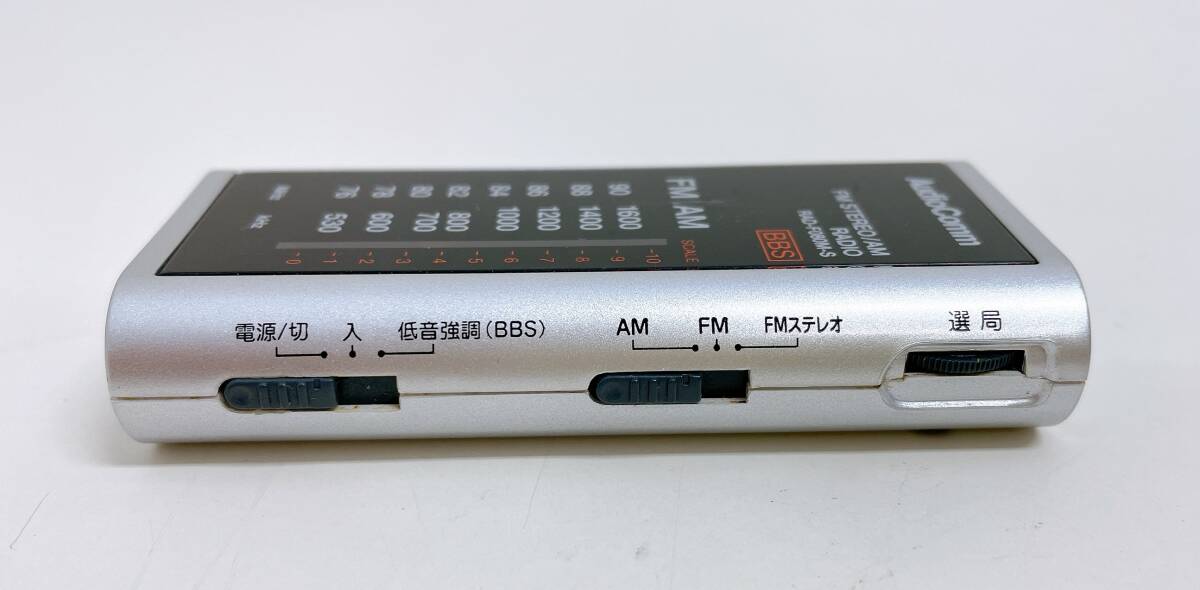 AudioComm
FM STEREO/AM
RADIO
RAD-F080M-S
BBS
FM AM
SCALE
90 1600 10
88 1400 9
86 1200 8
84 1000 7
82 800 6
80 700 5
78 600 4
76 530 3
2
1
0
MHz
電源/切 入 低音強調(BBS)
AM FM FMステレオ
選局